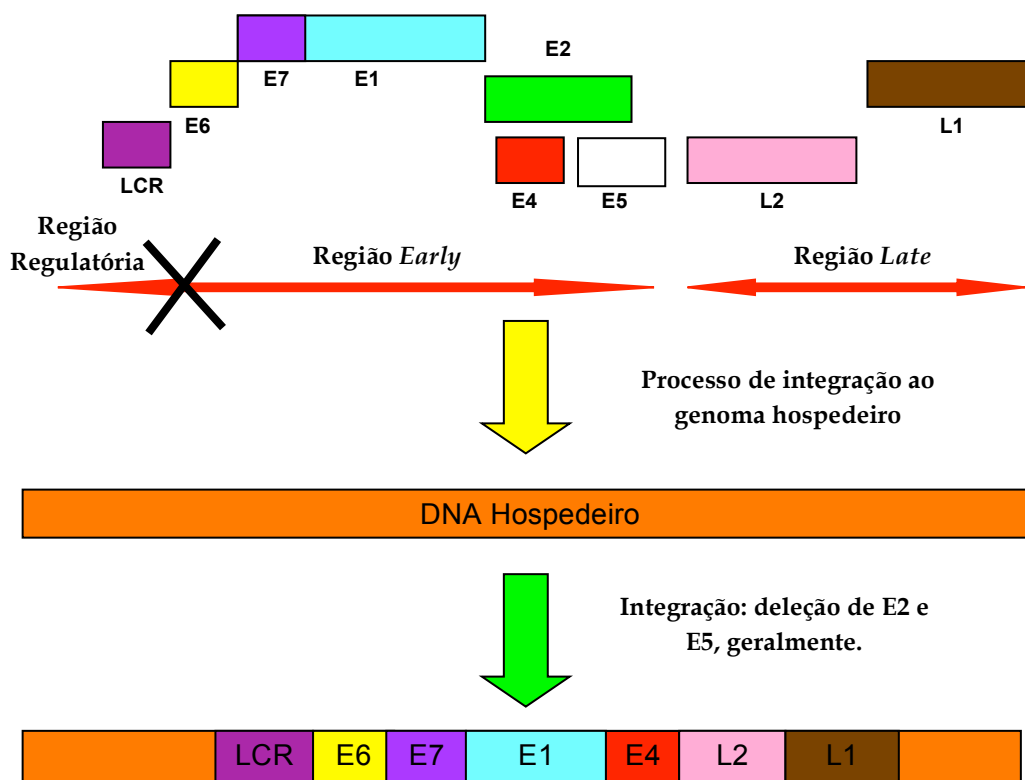 E2
E7
E1
E6
L1
LCR
E4
E5
L2
Região
Regulatória
Região Early
Região Late
Processo de integração ao
genoma hospedeiro
DNA Hospedeiro
Integração: deleção de E2 e
E5, geralmente.
LCR E6 E7 E1 E4 L2 L1